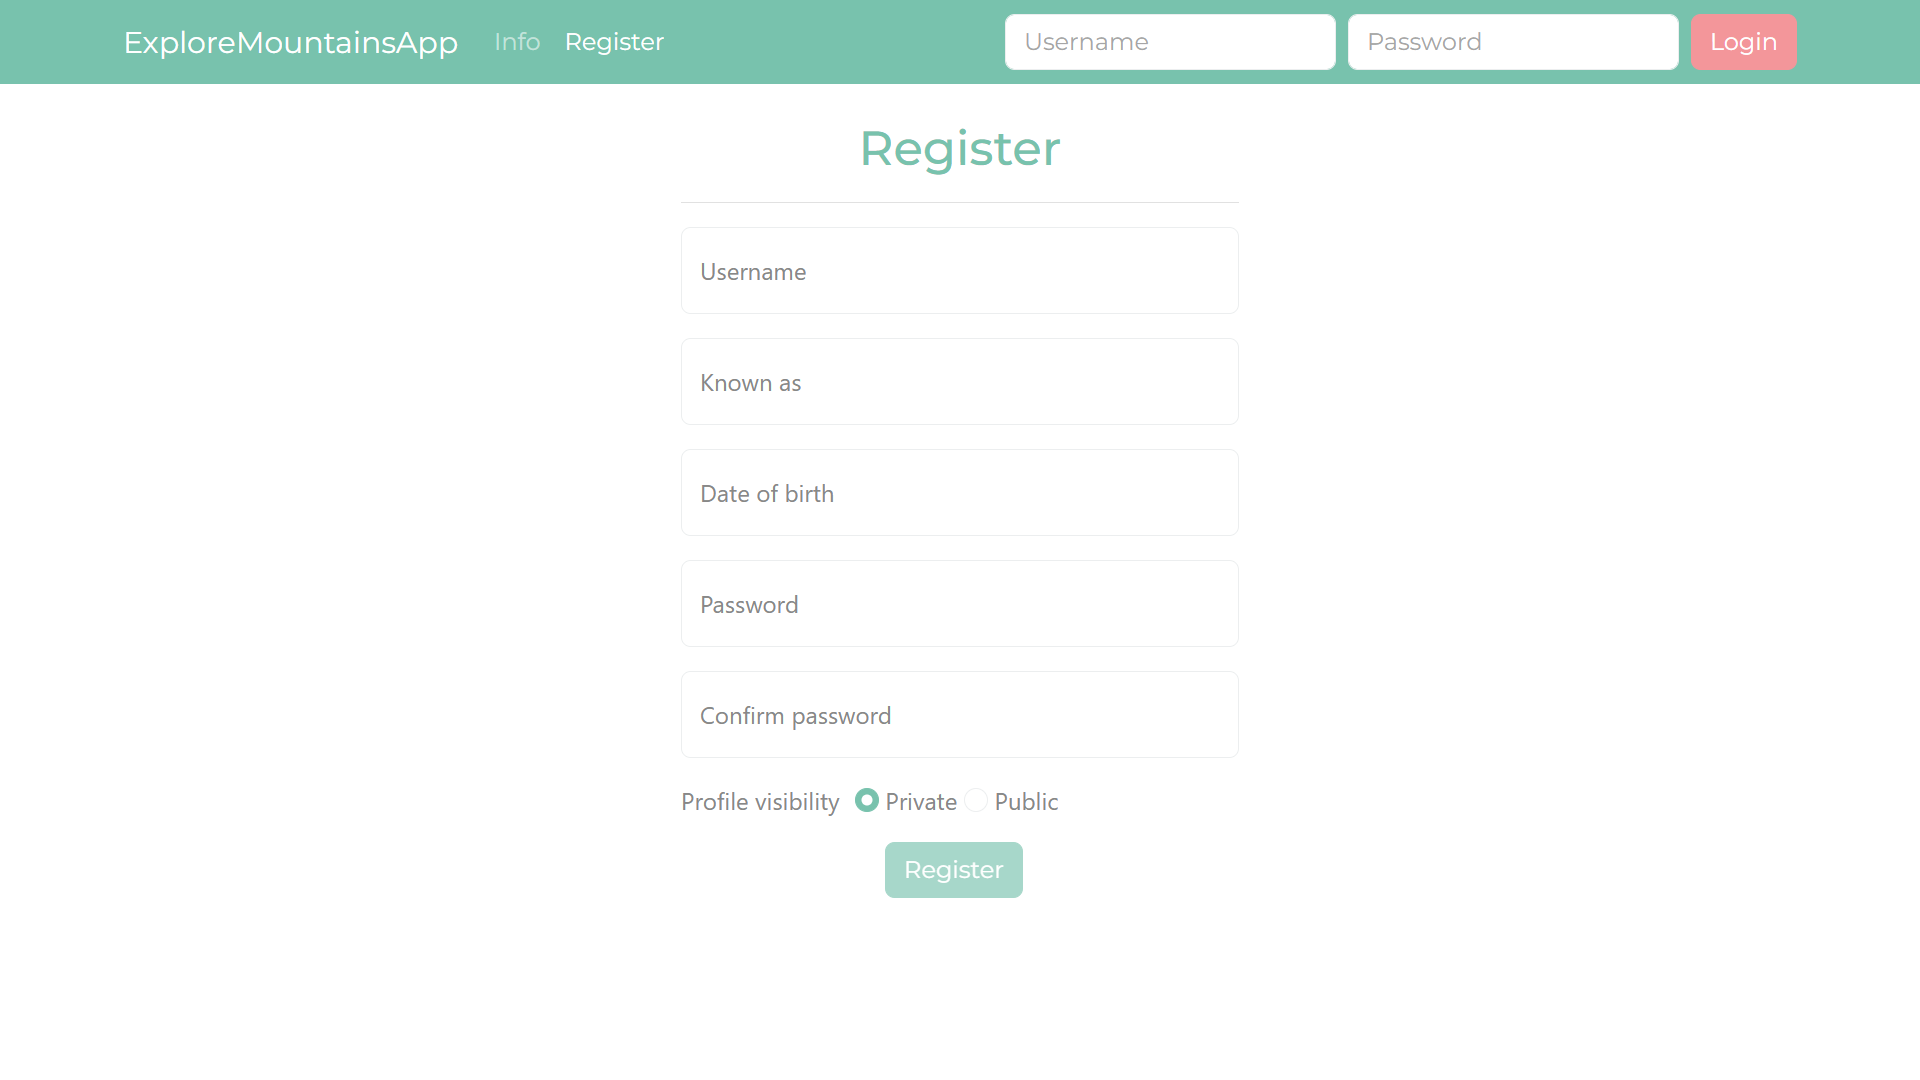 ExploreMountainsApp Info Register Username Password Login
Register
Username
Known as
Date of birth
Password
Confirm password
Profile visibility Private Public
Register